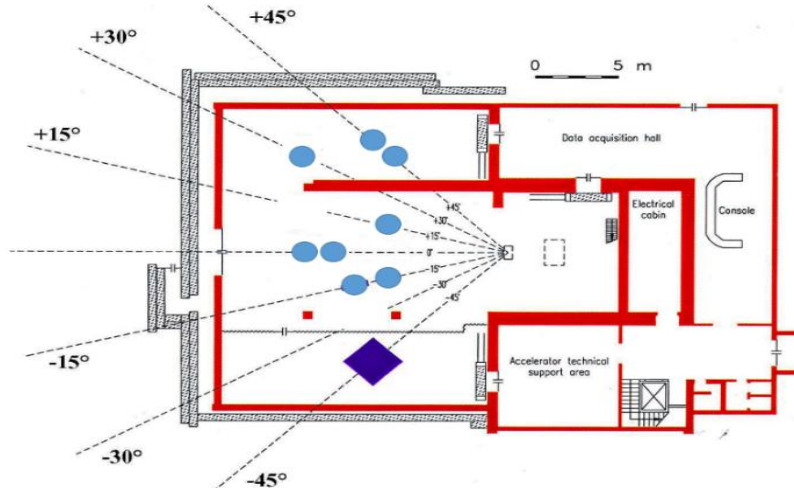 +45°
+30°
0 5 m
+15°
Data acquisition hall
Electrical
cabin
Console
+45°
+30°
+15°
0°
-15°
-30°
-45°
-15°
Accelerator technical
support area
-30°
-45°